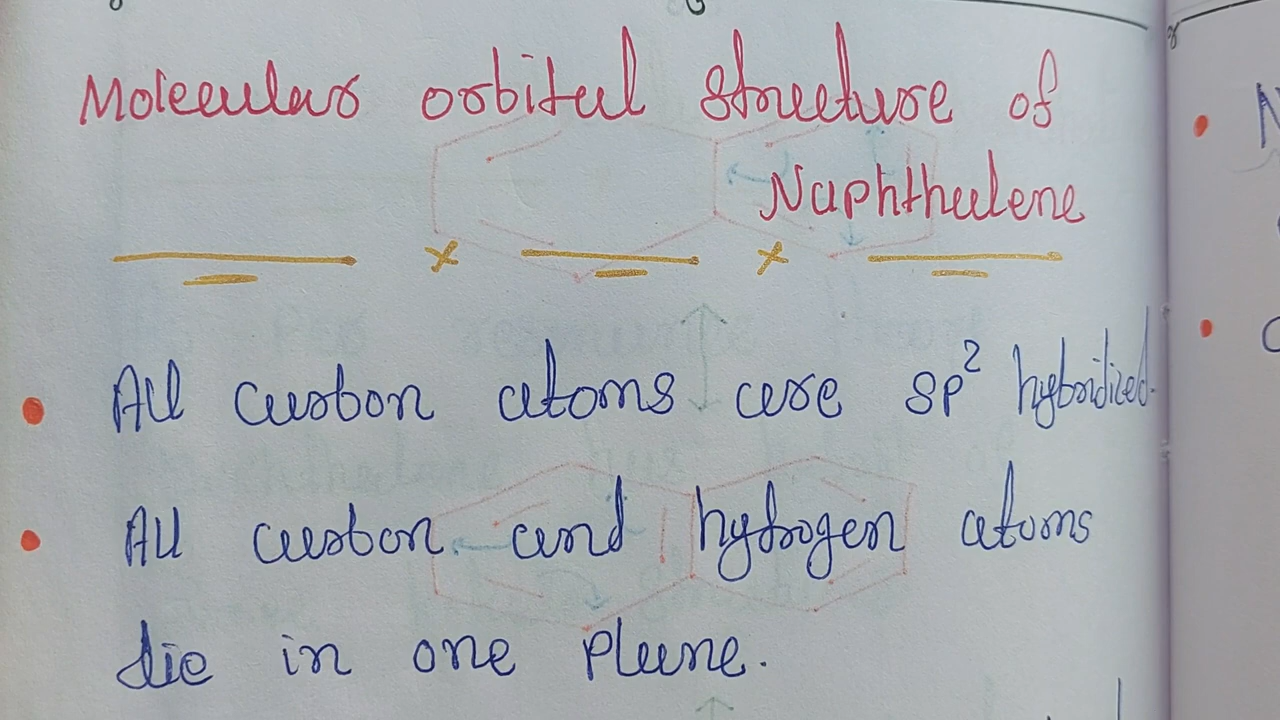 Molecular orbital structure of
Naphthalene
• All carbon atoms are sp² hybridized.
• All carbon and hydrogen atoms
lie in one plane.